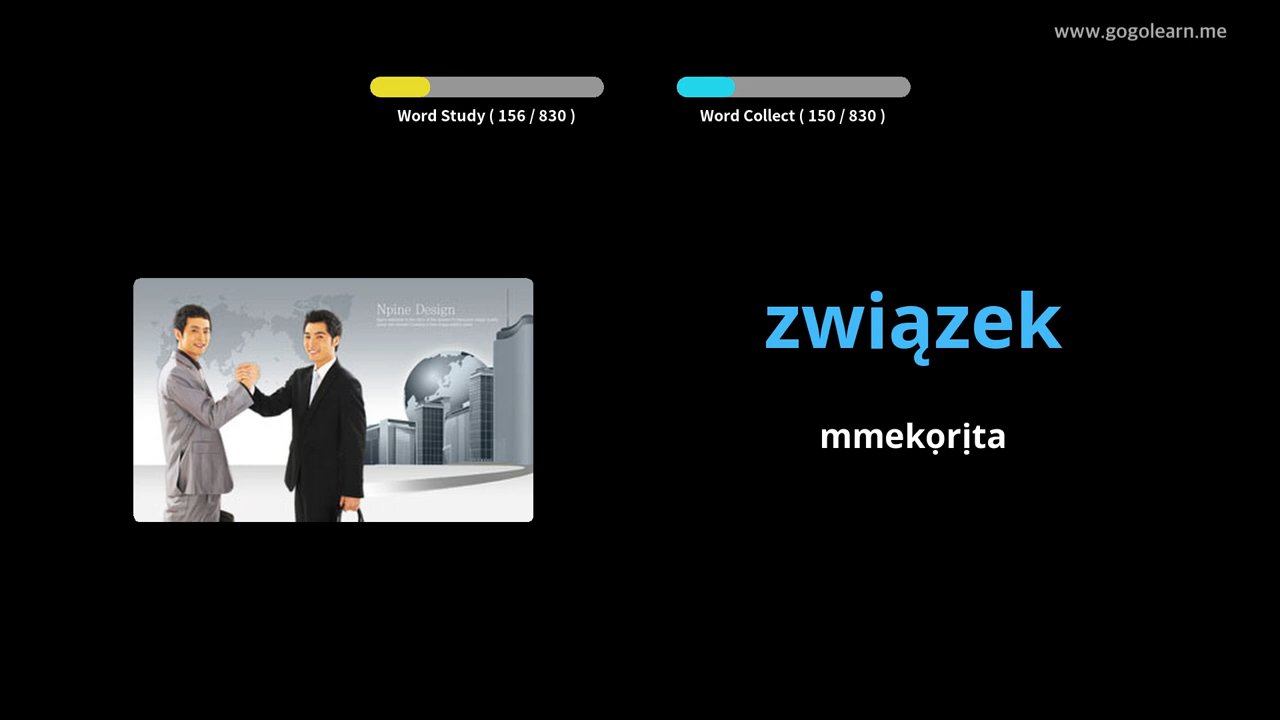 www.gogolearn.me
Word Study ( 156 / 830 )
Word Collect ( 150 / 830 )
Npine Design
związek
mmekọrịta